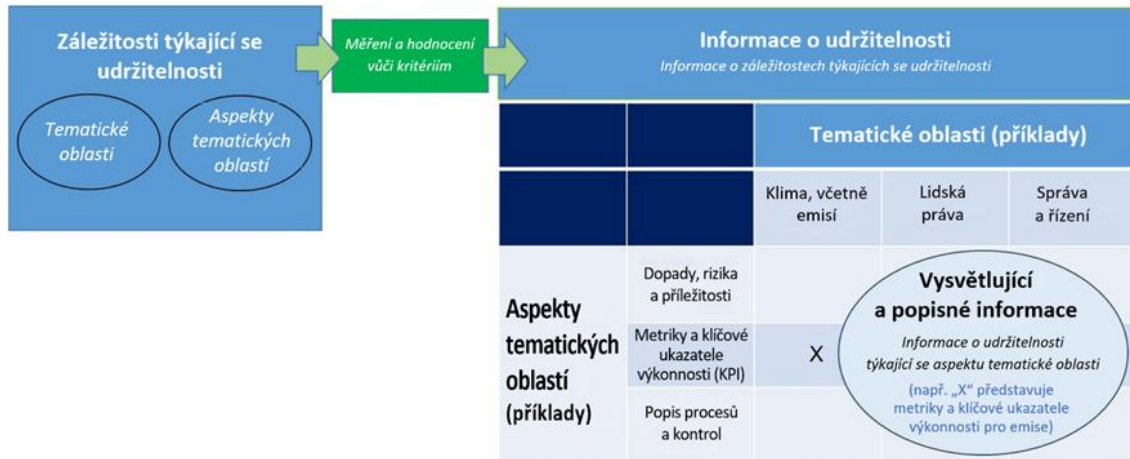 Záležitosti týkající se
udržitelnosti
Tematické
oblasti
Aspekty
tematických
oblastí
Měření a hodnocení
vůči kritériím
Informace o udržitelnosti
Informace o záležitostech týkajících se udržitelnosti
Tematické oblasti (příklady)
Klima, včetně
emisí
Lidská
práva
Správa
a řízení
Aspekty
tematických
oblastí
(příklady)
Dopady, rizika
a příležitosti
Metriky a klíčové
ukazatele
výkonnosti (KPI)
X
Popis procesů
a kontrol
Vysvětlující
a popisné informace
Informace o udržitelnosti
týkající se aspektu tematické oblasti
(např. „X“ představuje
metriky a klíčové ukazatele
výkonnosti pro emise)